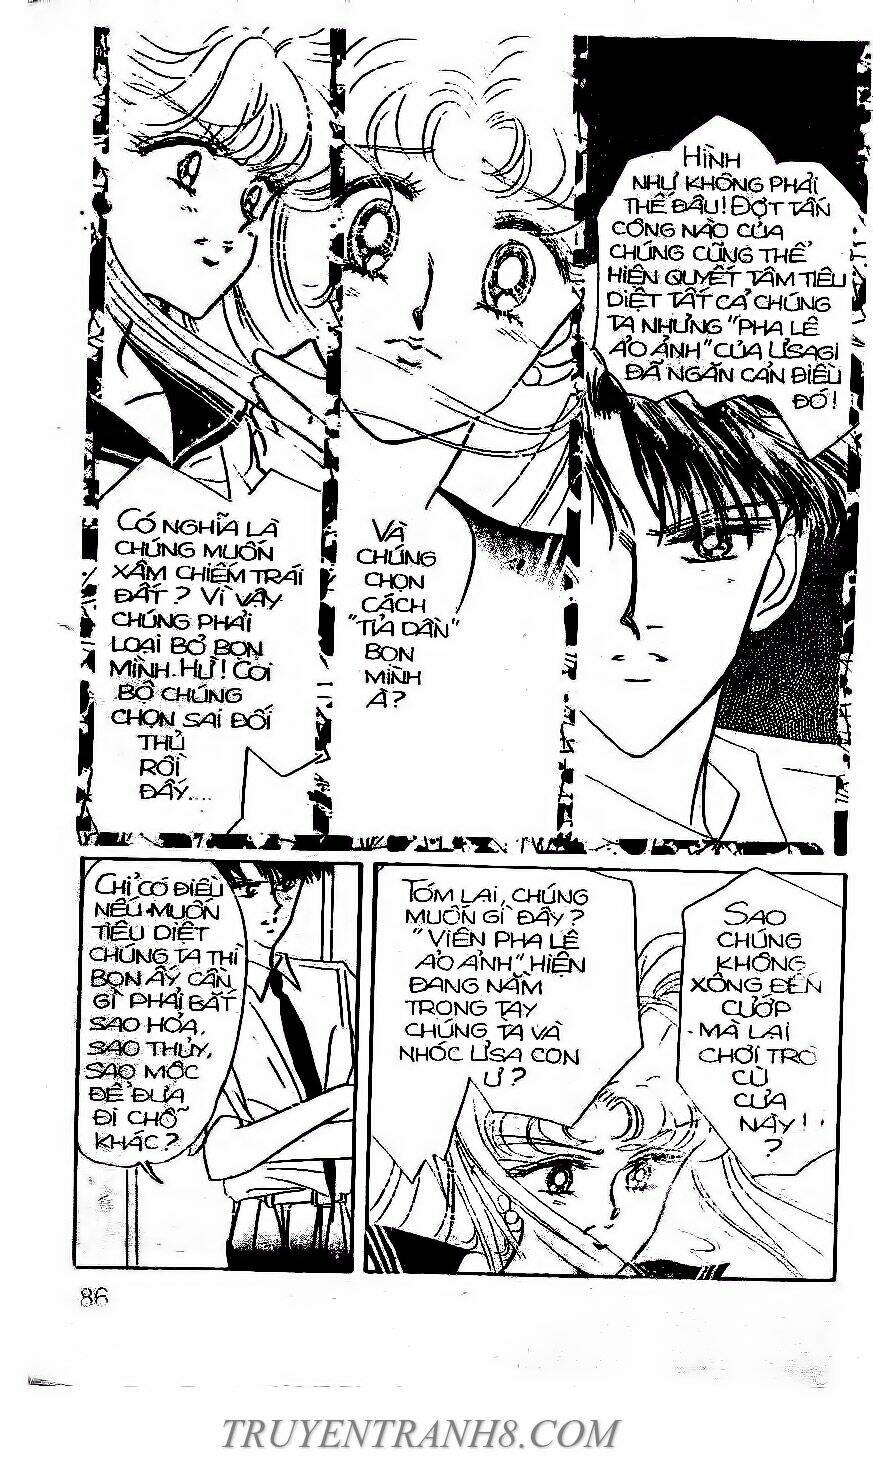 CÓ NGHĨA LÀ
CHÚNG MUỐN
XÂM CHIẾM TRÁI
ĐẤT? VÌ VẬY
CHÚNG PHẢI
LOẠI BỎ BỌN
MÌNH. HỪ! COI
BỘ CHÚNG
CHỌN SAI ĐỐI
THỦ
RỒI
ĐẤY....
VÀ
CHÚNG
CHỌN
CÁCH
"TỈA DẦN"
BỌN
MÌNH
À?
HÌNH
NHƯ KHÔNG PHẢI
THẾ ĐÂU! ĐỢT TẤN
CÔNG NÀO CỦA
CHÚNG CŨNG THỂ
HIỆN QUYẾT TÂM TIÊU
DIỆT TẤT CẢ CHÚNG
TA NHƯNG "PHA LÊ
ẢO ẢNH" CỦA USAGI
ĐÃ NGĂN CẢN ĐIỀU
ĐÓ!
CHỈ CÓ ĐIỀU
NẾU MUỐN
TIÊU DIỆT
CHÚNG TA THÌ
BỌN ẤY CẦN
GÌ PHẢI BẮT
SAO HỎA,
SAO THỦY,
SAO MỘC
ĐỂ ĐƯA
ĐI CHỖ
KHÁC?
TÓM LẠI, CHÚNG
MUỐN GÌ ĐÂY?
"VIÊN PHA LÊ
ẢO ẢNH" HIỆN
ĐANG NẰM
TRONG TAY
CHÚNG TA VÀ
NHÓC USA CON
Ư?
SAO
CHÚNG
KHÔNG
XÔNG ĐẾN
CƯỚP
MÀ LẠI
CHƠI TRÒ
CÙ
CƯA
NÀY!
?
86
TRUYENTRANH8.COM